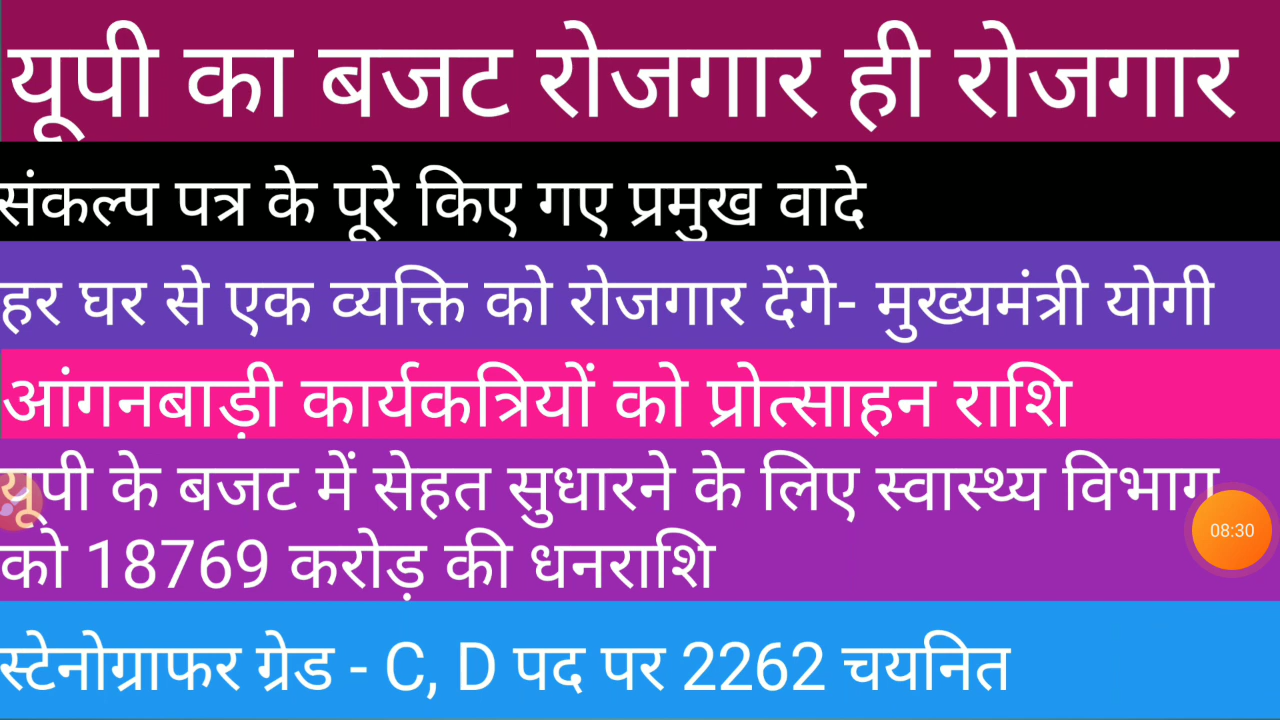 यूपी का बजट रोजगार ही रोजगार
संकल्प पत्र के पूरे किए गए प्रमुख वादे
हर घर से एक व्यक्ति को रोजगार देंगे- मुख्यमंत्री योगी
आंगनबाड़ी कार्यकत्रियों को प्रोत्साहन राशि
यूपी के बजट में सेहत सुधारने के लिए स्वास्थ्य विभाग
को 18769 करोड़ की धनराशि
08:30
स्टेनोग्राफर ग्रेड - C, D पद पर 2262 चयनित